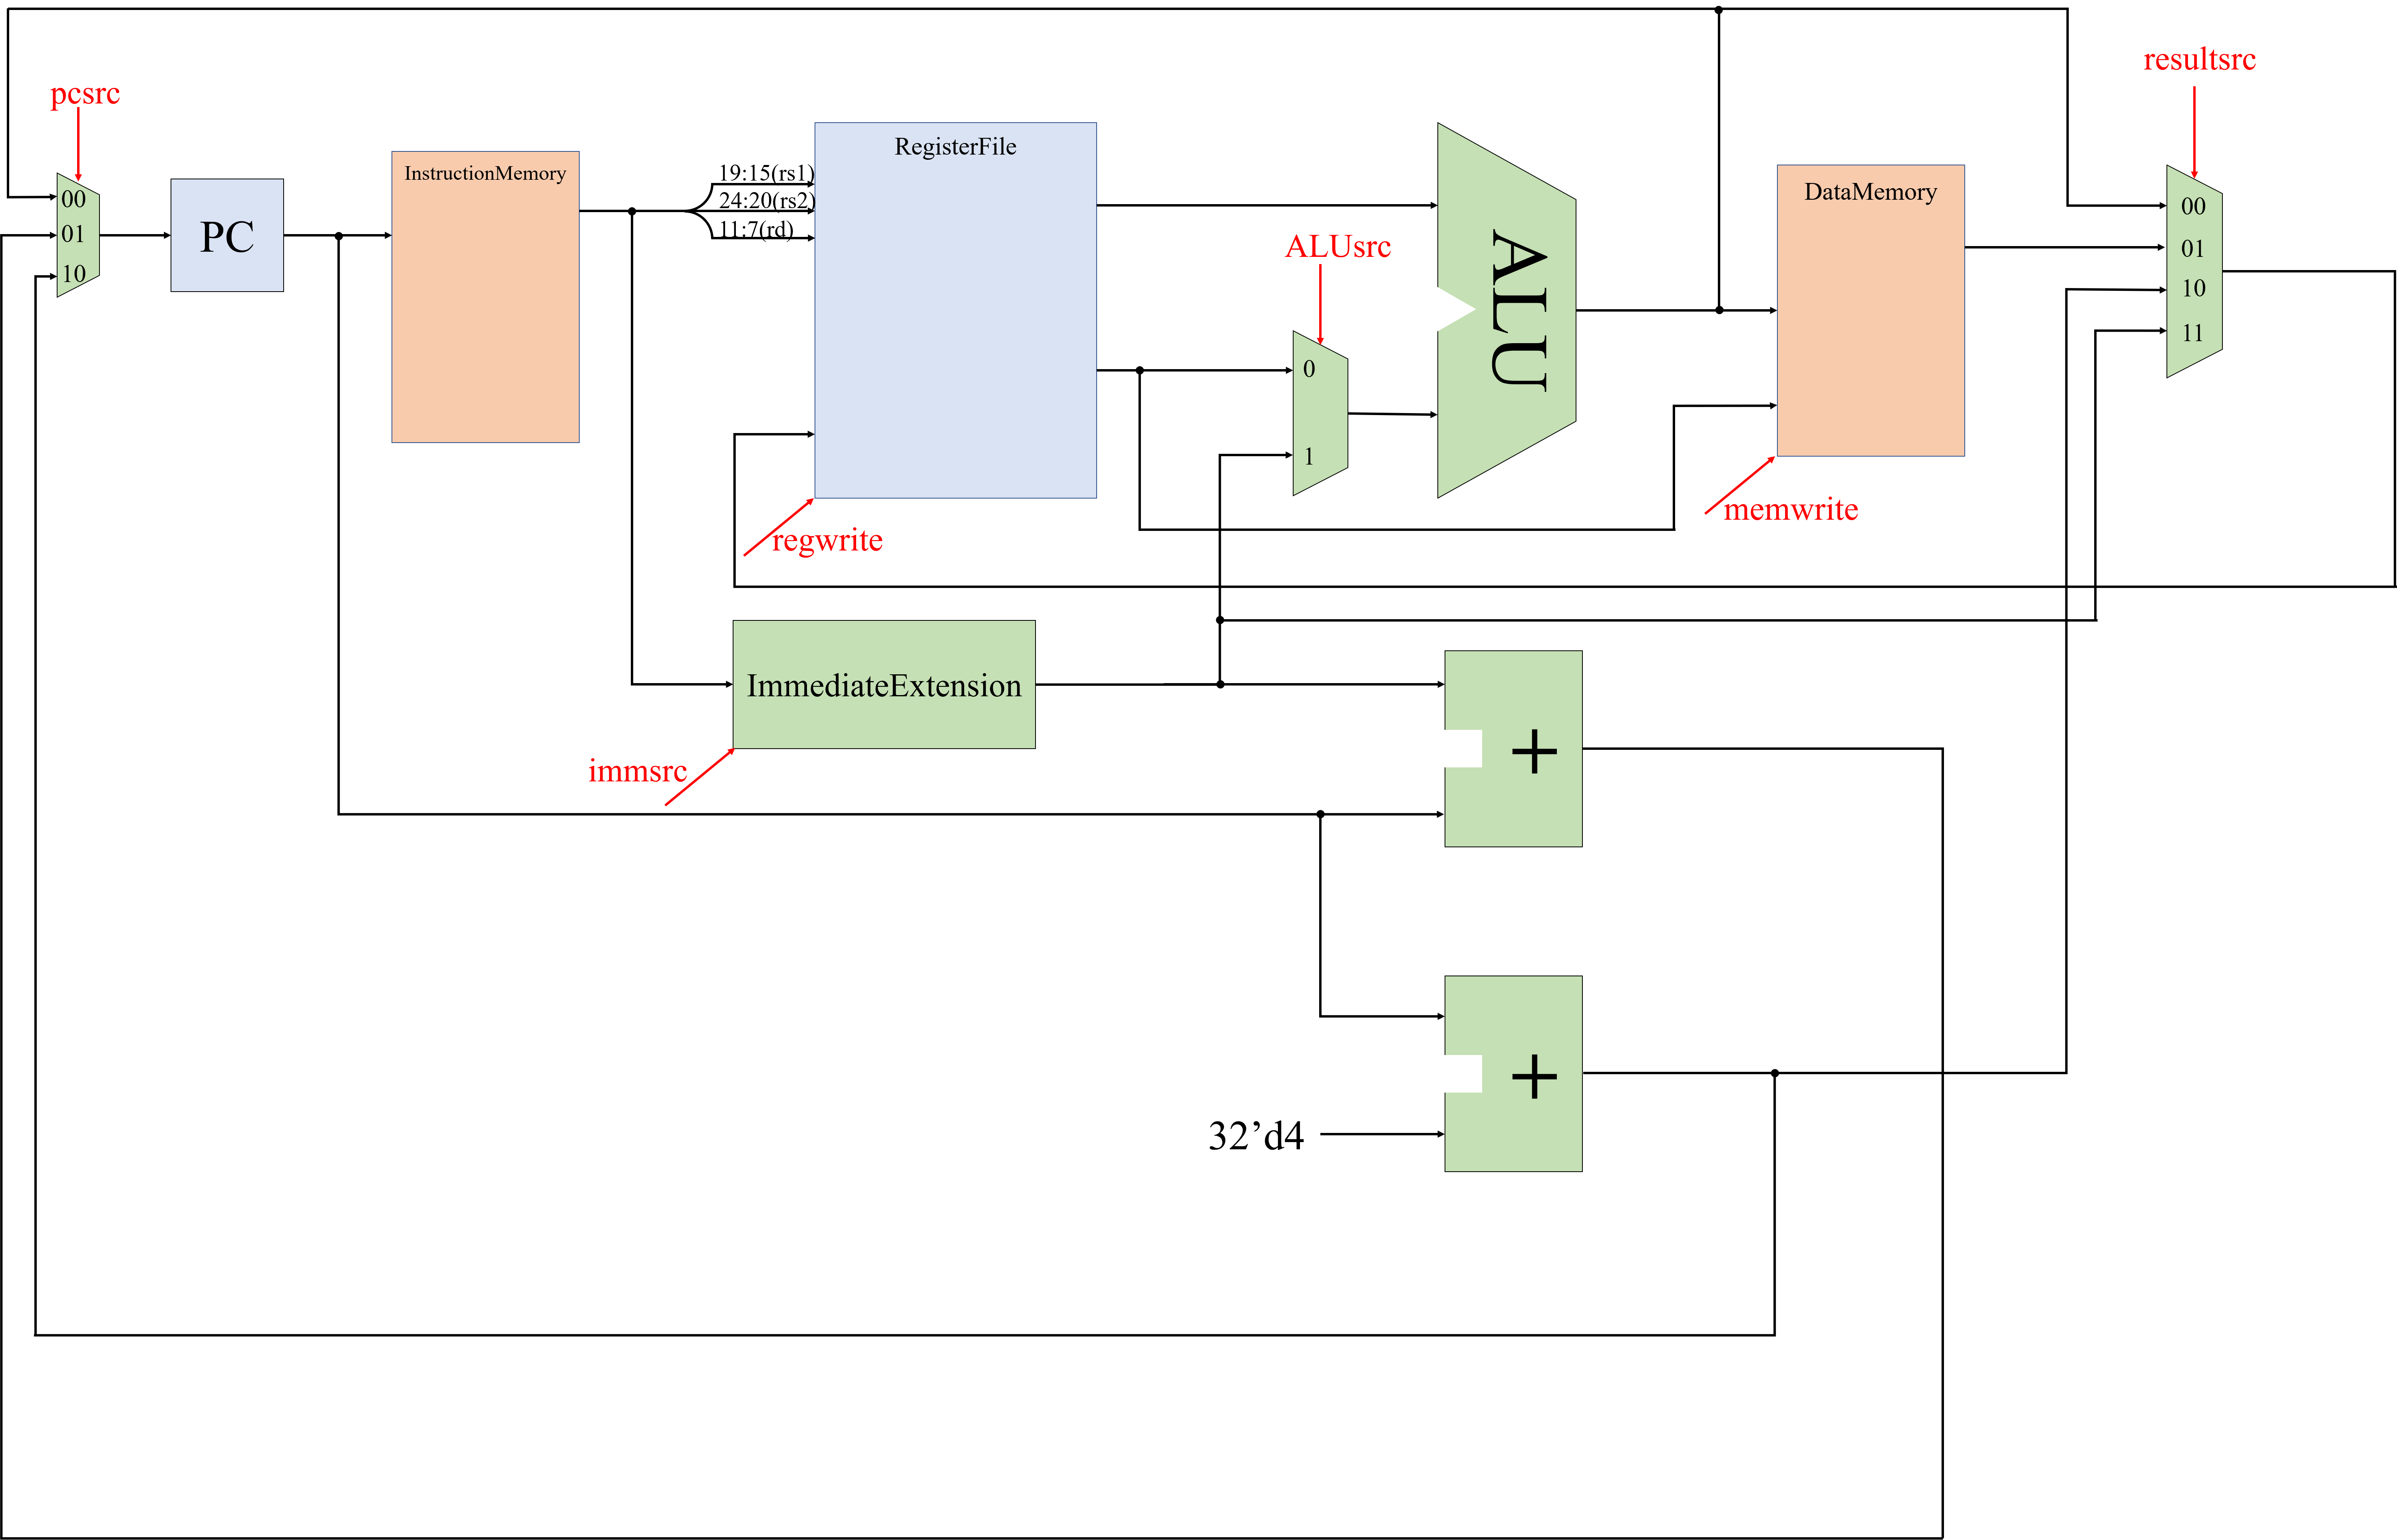 resultsrc
pcsrc
00
01
10
PC
InstructionMemory
19:15(rs1)
24:20(rs2)
11:7(rd)
RegisterFile
regwrite
ALUsrc
0
1
ALU
DataMemory
memwrite
00
01
10
11
ImmediateExtension
immsrc
+
+
32’d4